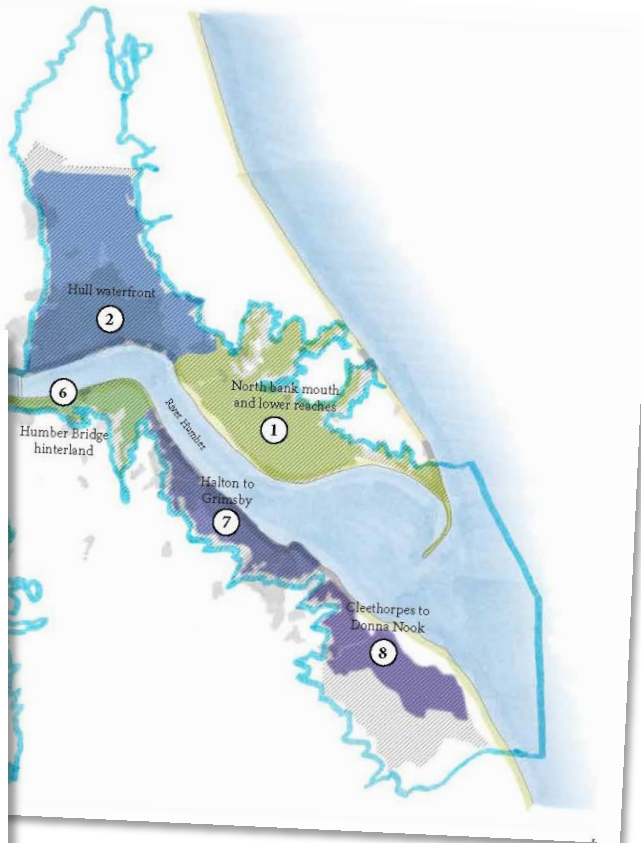 Hull waterfront
2
6
Humber Bridge
hinterland
River Humber
North bank mouth
and lower reaches
1
Halton to
Grimsby
7
Cleethorpes to
Donna Nook
8